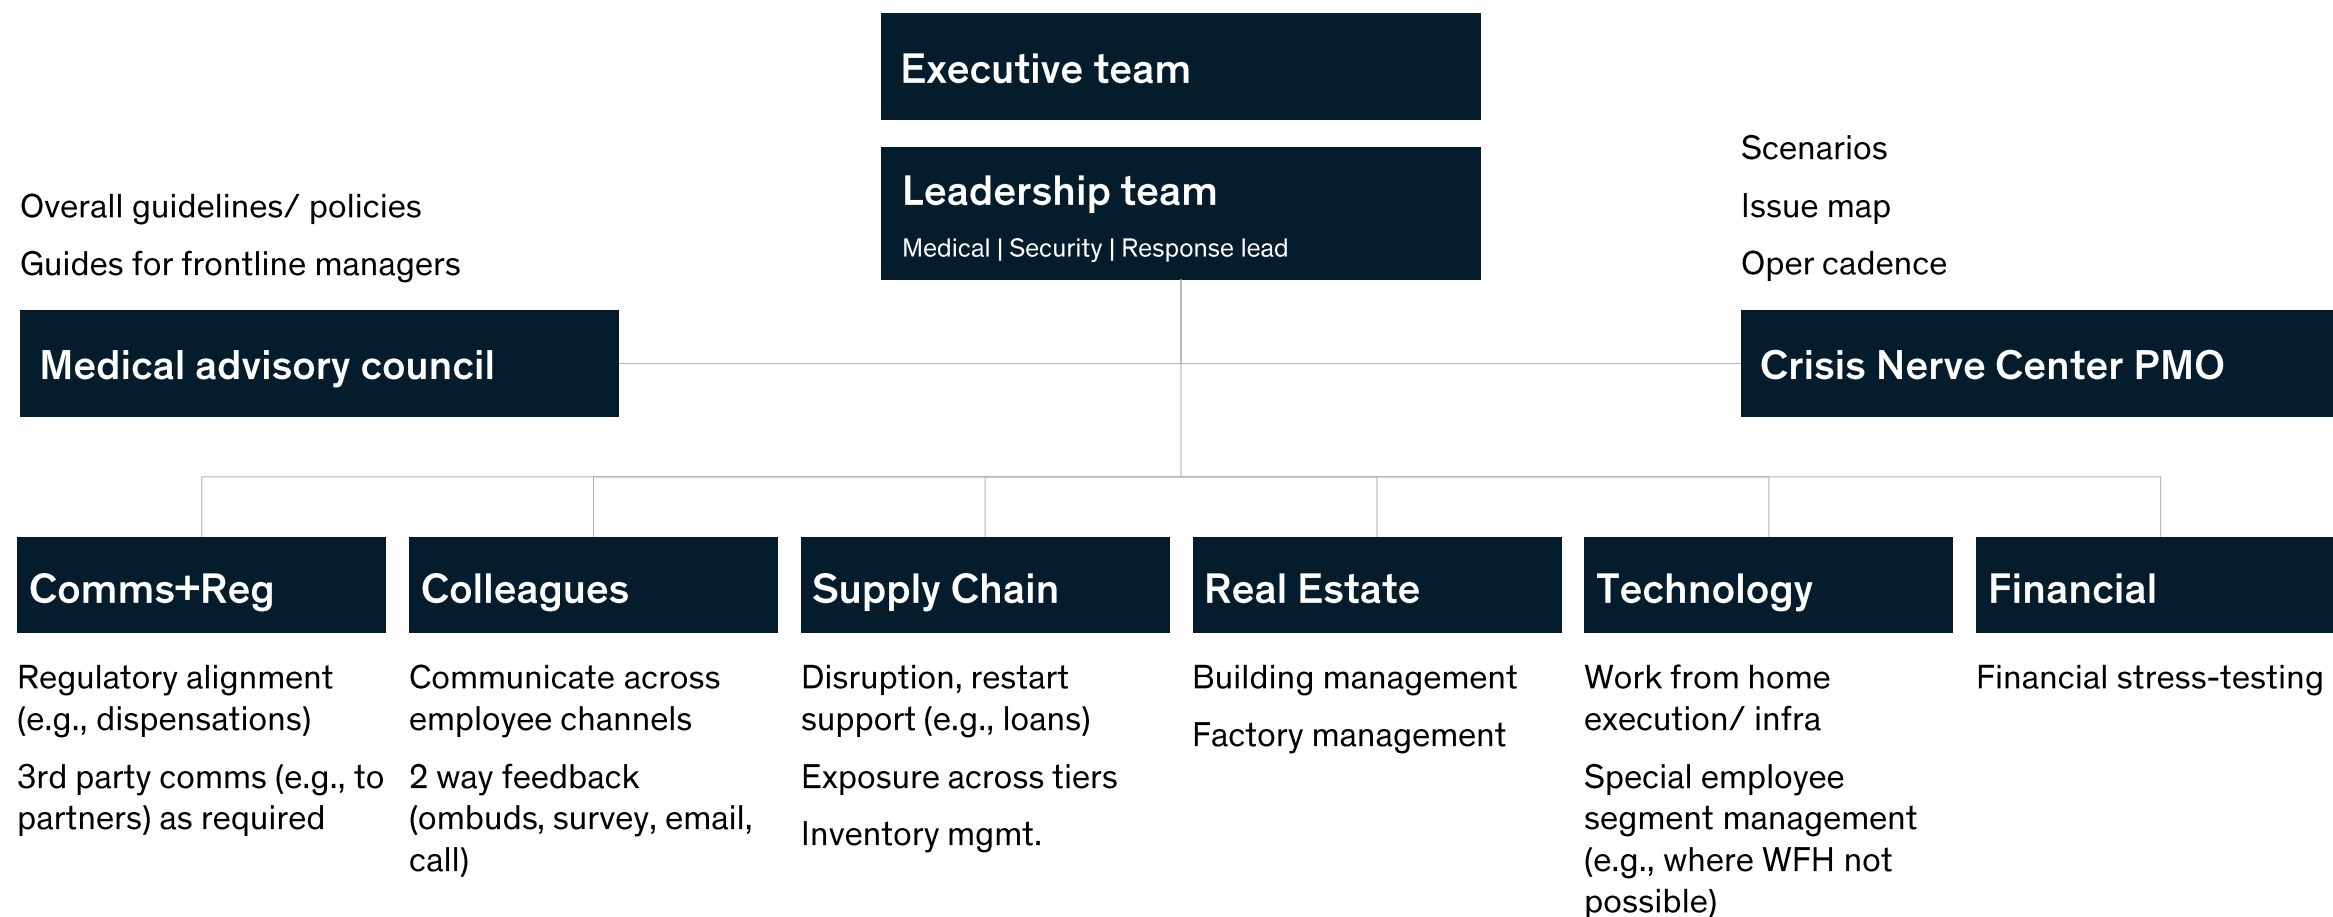 Executive team
Leadership team
Medical | Security | Response lead
Overall guidelines/ policies
Guides for frontline managers
Medical advisory council
Scenarios
Issue map
Oper cadence
Crisis Nerve Center PMO
Comms+Reg
Regulatory alignment
(e.g., dispensations)
3rd party comms (e.g., to
partners) as required
Colleagues
Communicate across
employee channels
2 way feedback
(ombuds, survey, email,
call)
Supply Chain
Disruption, restart
support (e.g., loans)
Exposure across tiers
Inventory mgmt.
Real Estate
Building management
Factory management
Technology
Work from home
execution/ infra
Special employee
segment management
(e.g., where WFH not
possible)
Financial
Financial stress-testing